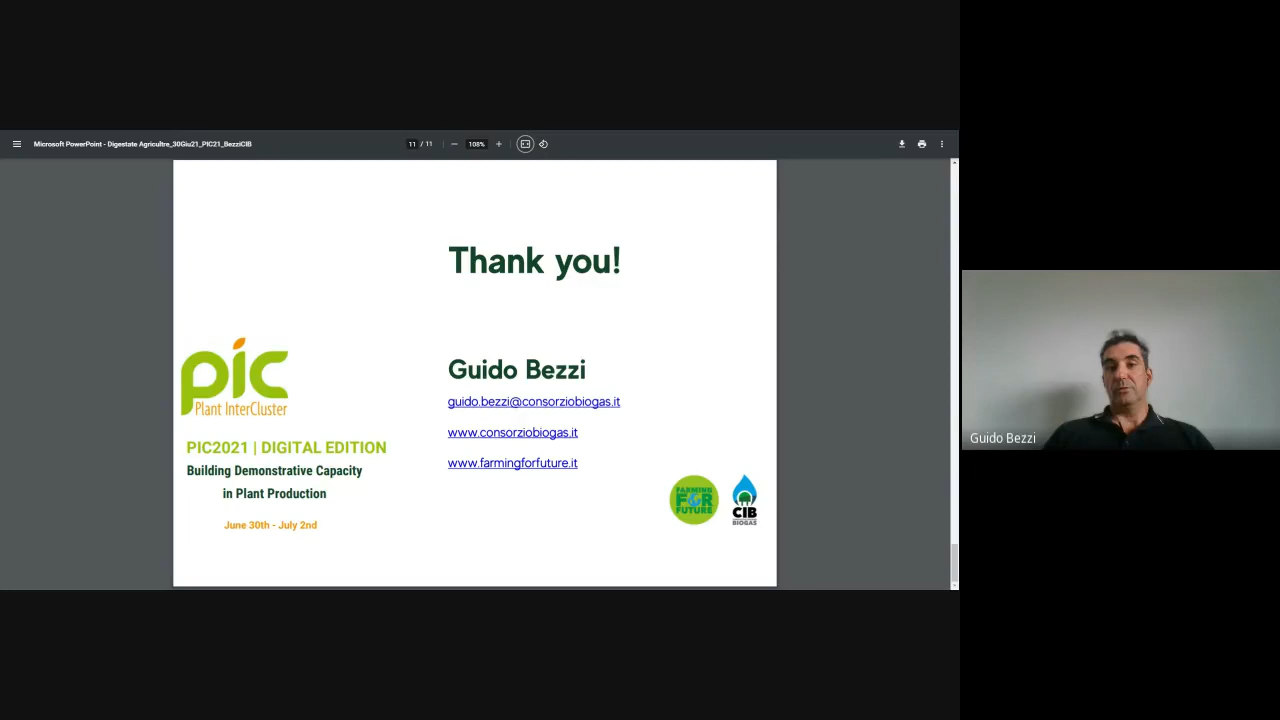 Microsoft PowerPoint - Digestate Agricultre_30Giu21_PIC21_BezziCIB
11 / 11
108%
Thank you!
pic
Plant InterCluster
PIC2021 | DIGITAL EDITION
Building Demonstrative Capacity
in Plant Production
June 30th - July 2nd
Guido Bezzi
guido.bezzi@consorziobiogas.it
www.consorziobiogas.it
www.farmingforfuture.it
FARMING
FOR
FUTURE
CIB
BIOGAS
Guido Bezzi